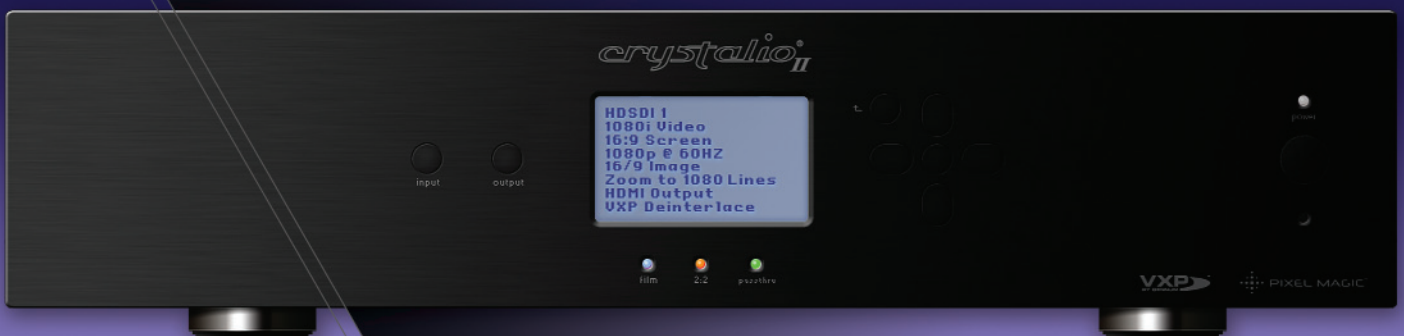 crystalio II
HDSDI 1
1080i Video
16:9 Screen
1080p @ 60HZ
16/9 Image
Zoom to 1080 Lines
HDMI Output
VXP Deinterlace
input
output
power
film
2:2
passthru
VXP
PIXEL MAGIC